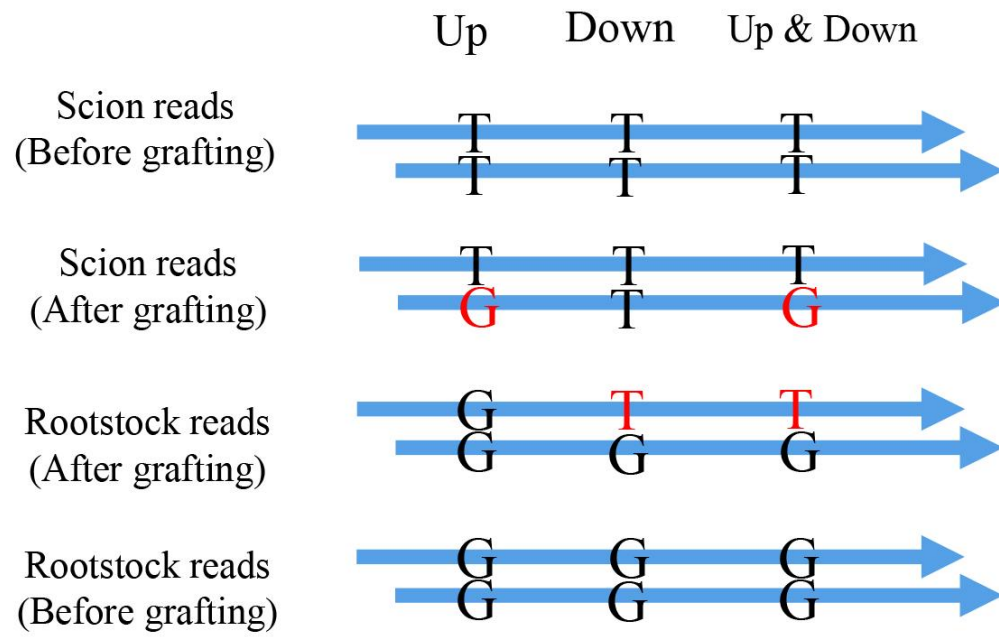 Up Down Up & Down
Scion reads
(Before grafting)
T T T
T T T
Scion reads
(After grafting)
T T T
G T G
Rootstock reads
(After grafting)
G T T
G G G
Rootstock reads
(Before grafting)
G G G
G G G